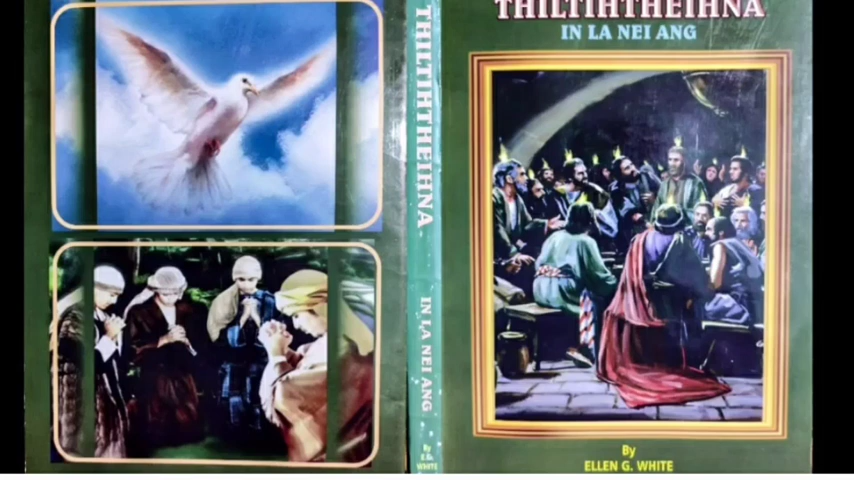 THILTIHTHEIHNA
IN LA NEI ANG
By
ELLEN G. WHITE
THILTIHTHEIHNA
IN LA NEI ANG
By
E.G.
WHITE